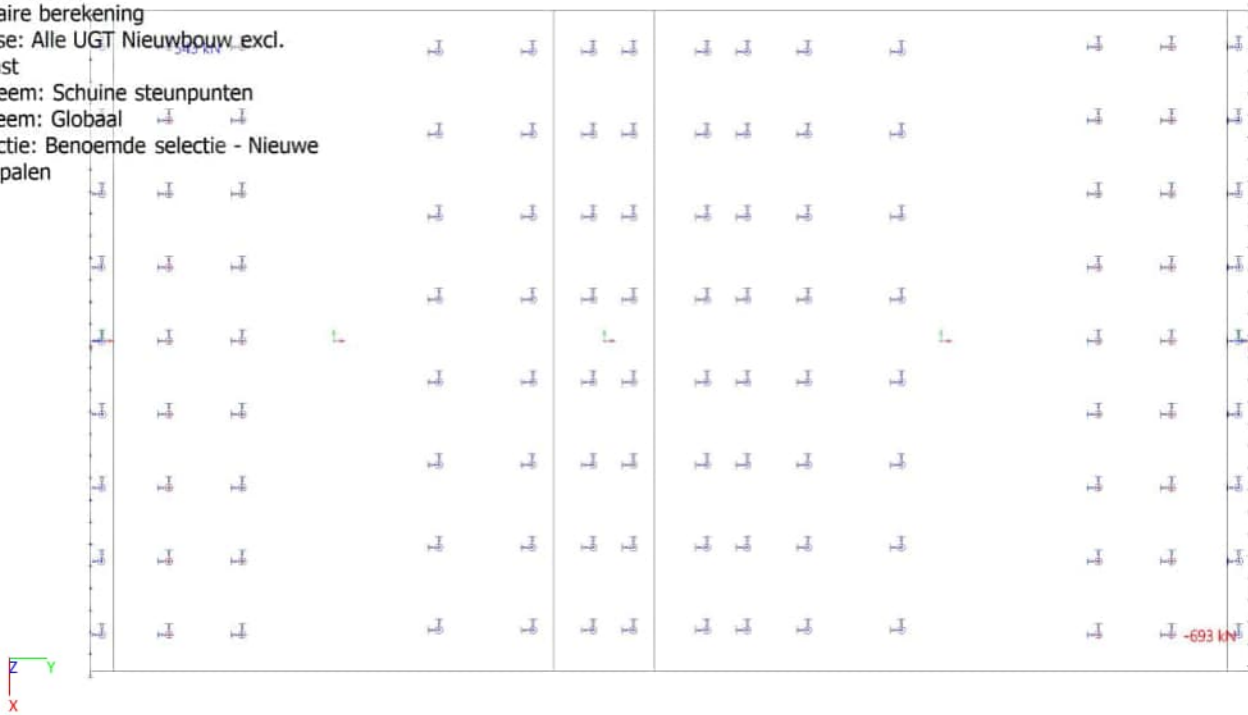 aire berekening
se: Alle UGT Nieuwbouw excl.
st
eem: Schuine steunpunten
eem: Globaal
ctie: Benoemde selectie - Nieuwe
palen
-693 kN
Z Y
X